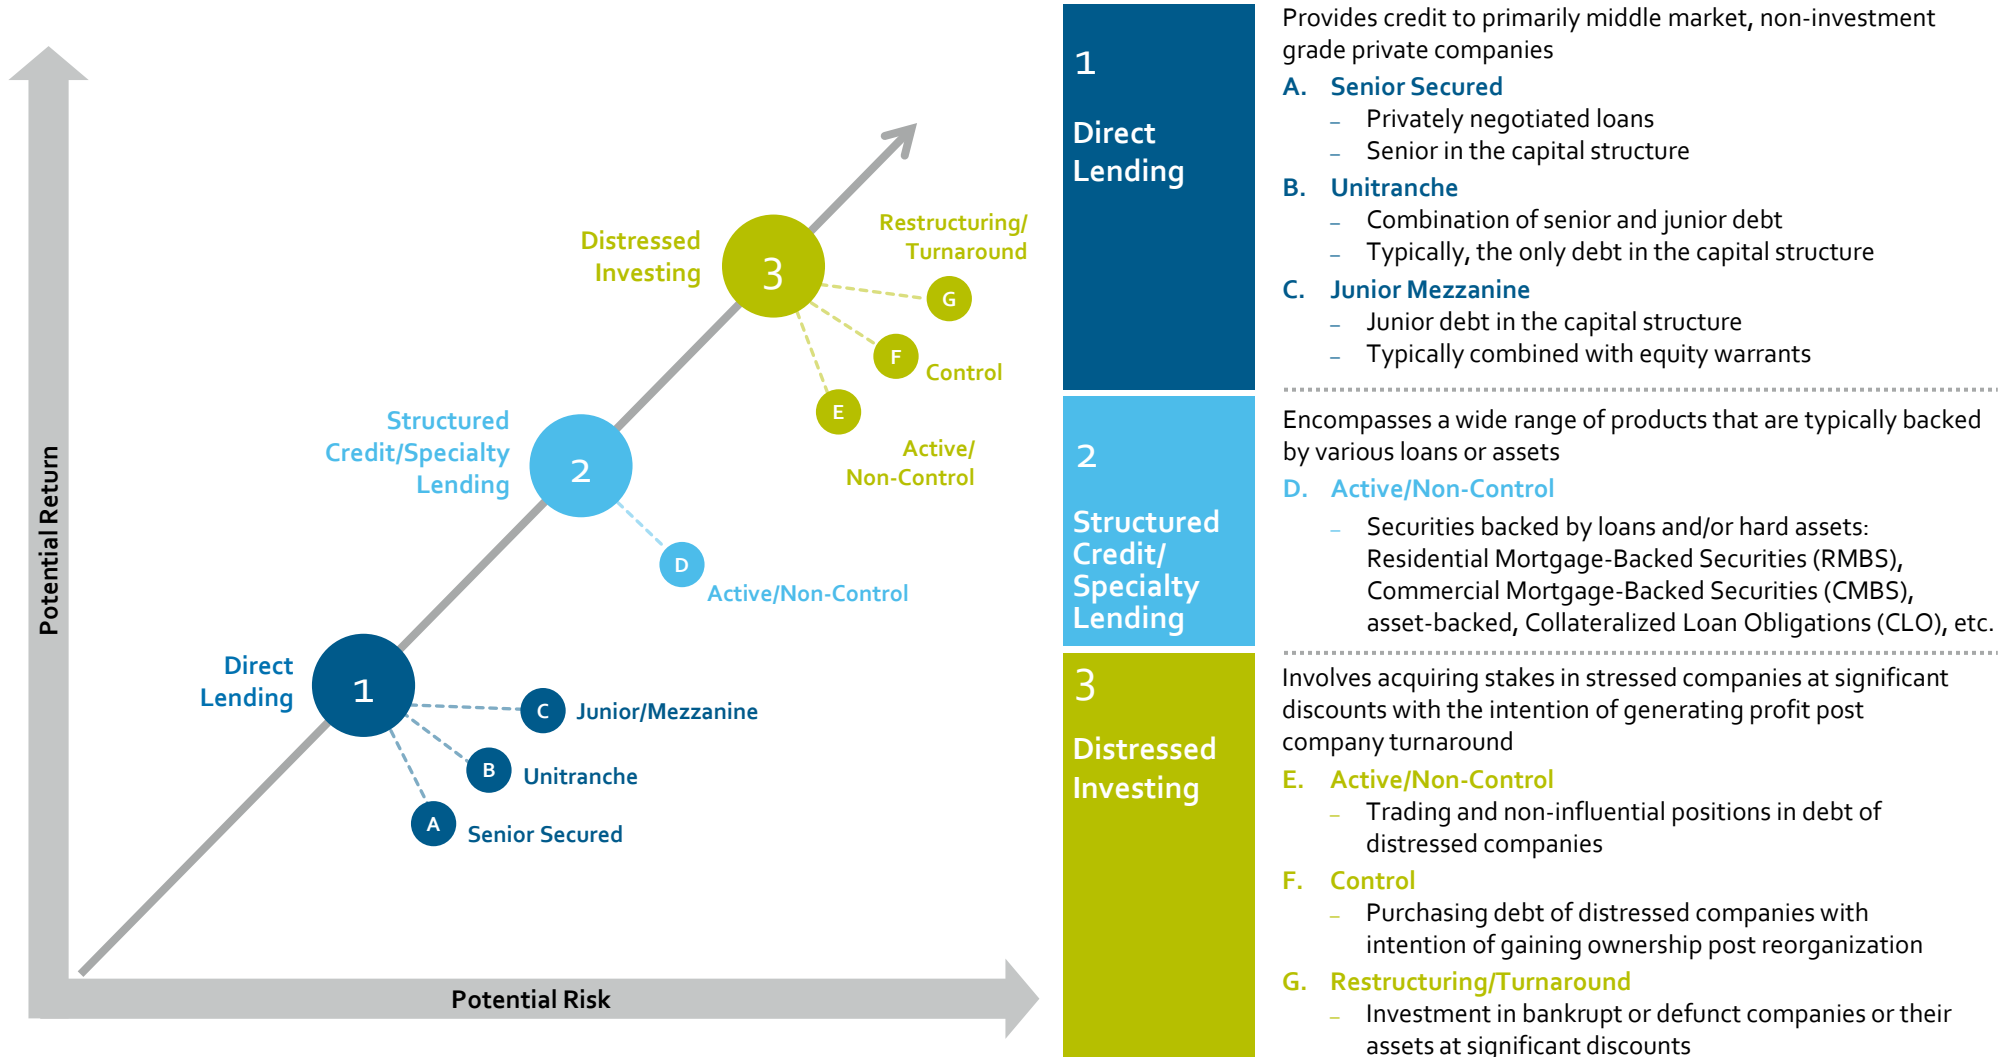 Potential Return
Potential Risk
Distressed
Investing
3
Restructuring/
Turnaround
G
F
Control
E
Active/
Non-Control
Structured
Credit/Specialty
Lending
2
D
Active/Non-Control
Direct
Lending
1
C
Junior/Mezzanine
B
Unitranche
A
Senior Secured
1
Direct
Lending
Provides credit to primarily middle market, non-investment
grade private companies
A. Senior Secured
– Privately negotiated loans
– Senior in the capital structure
B. Unitranche
– Combination of senior and junior debt
– Typically, the only debt in the capital structure
C. Junior Mezzanine
– Junior debt in the capital structure
– Typically combined with equity warrants
2
Structured
Credit/
Specialty
Lending
Encompasses a wide range of products that are typically backed
by various loans or assets
D. Active/Non-Control
– Securities backed by loans and/or hard assets:
Residential Mortgage-Backed Securities (RMBS),
Commercial Mortgage-Backed Securities (CMBS),
asset-backed, Collateralized Loan Obligations (CLO), etc.
3
Distressed
Investing
Involves acquiring stakes in stressed companies at significant
discounts with the intention of generating profit post
company turnaround
E. Active/Non-Control
– Trading and non-influential positions in debt of
distressed companies
F. Control
– Purchasing debt of distressed companies with
intention of gaining ownership post reorganization
G. Restructuring/Turnaround
– Investment in bankrupt or defunct companies or their
assets at significant discounts